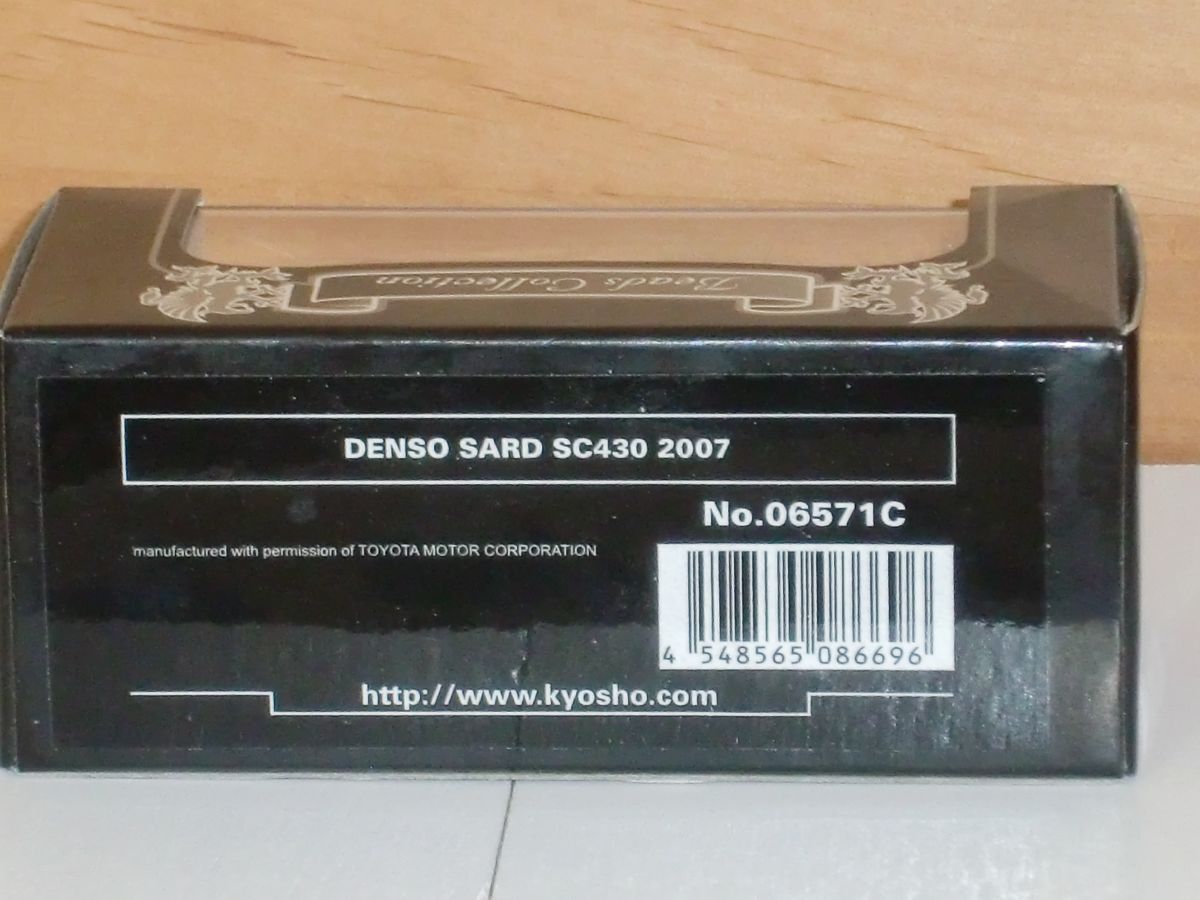 Beads Collection
DENSO SARD SC430 2007
No.06571C
manufactured with permission of TOYOTA MOTOR CORPORATION
4 548565 086696
http://www.kyosho.com